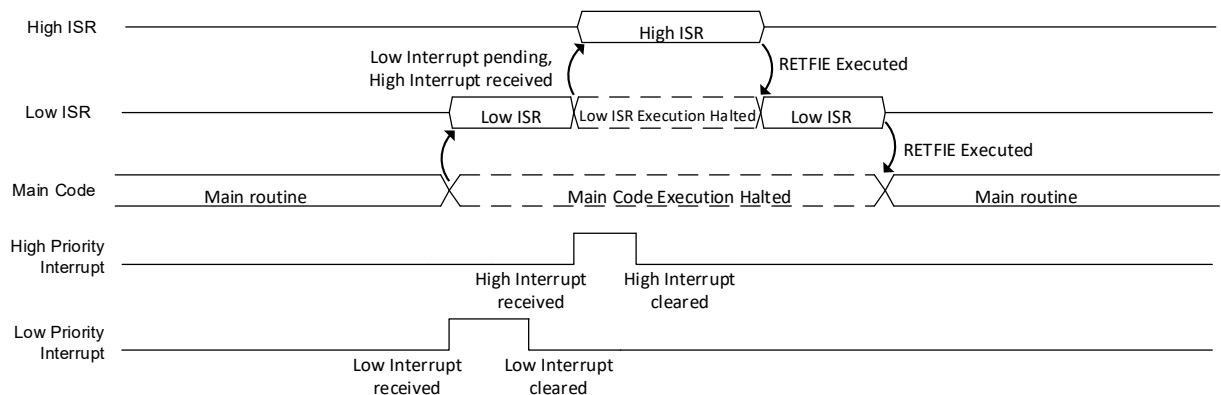 High ISR
High ISR
Low Interrupt pending,
High Interrupt received
RETFIE Executed
Low ISR
Low ISR
Low ISR Execution Halted
Low ISR
RETFIE Executed
Main Code
Main routine
Main Code Execution Halted
Main routine
High Priority
Interrupt
High Interrupt
received
High Interrupt
cleared
Low Priority
Interrupt
Low Interrupt
received
Low Interrupt
cleared